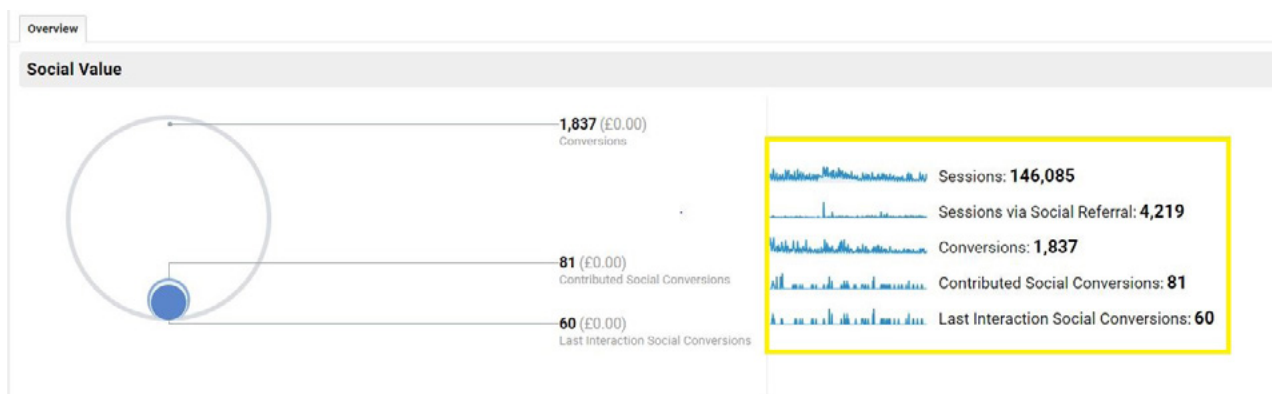 Overview
Social Value
1,837 (£0.00)
Conversions
81 (£0.00)
Contributed Social Conversions
60 (£0.00)
Last Interaction Social Conversions
Sessions: 146,085
Sessions via Social Referral: 4,219
Conversions: 1,837
Contributed Social Conversions: 81
Last Interaction Social Conversions: 60